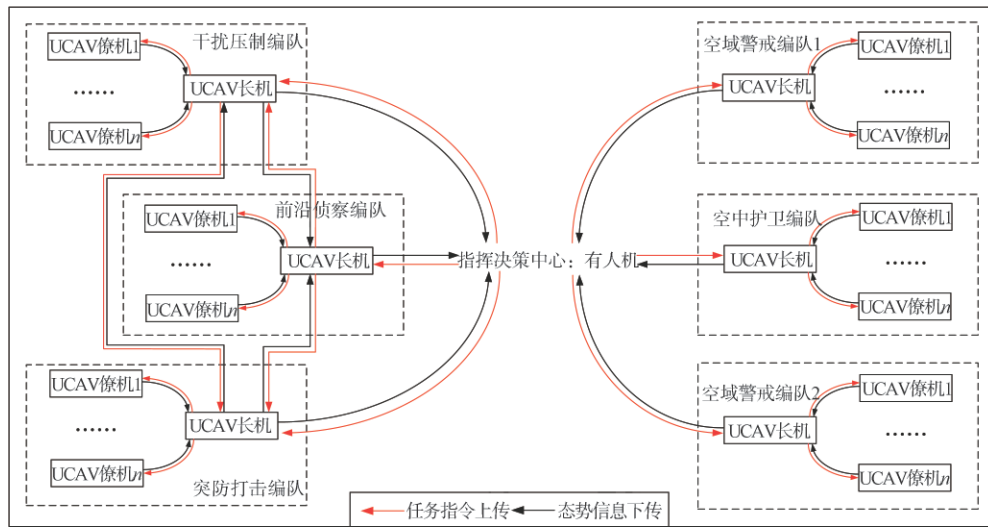 干扰压制编队
UCAV僚机1
......
UCAV僚机n
UCAV长机
前沿侦察编队
UCAV僚机1
......
UCAV僚机n
UCAV长机
UCAV僚机1
......
UCAV僚机n
UCAV长机
突防打击编队
指挥决策中心：有人机
空域警戒编队1
UCAV长机
UCAV僚机1
......
UCAV僚机n
空中护卫编队
UCAV长机
UCAV僚机1
......
UCAV僚机n
空域警戒编队2
UCAV长机
UCAV僚机1
......
UCAV僚机n
任务指令上传
态势信息下传